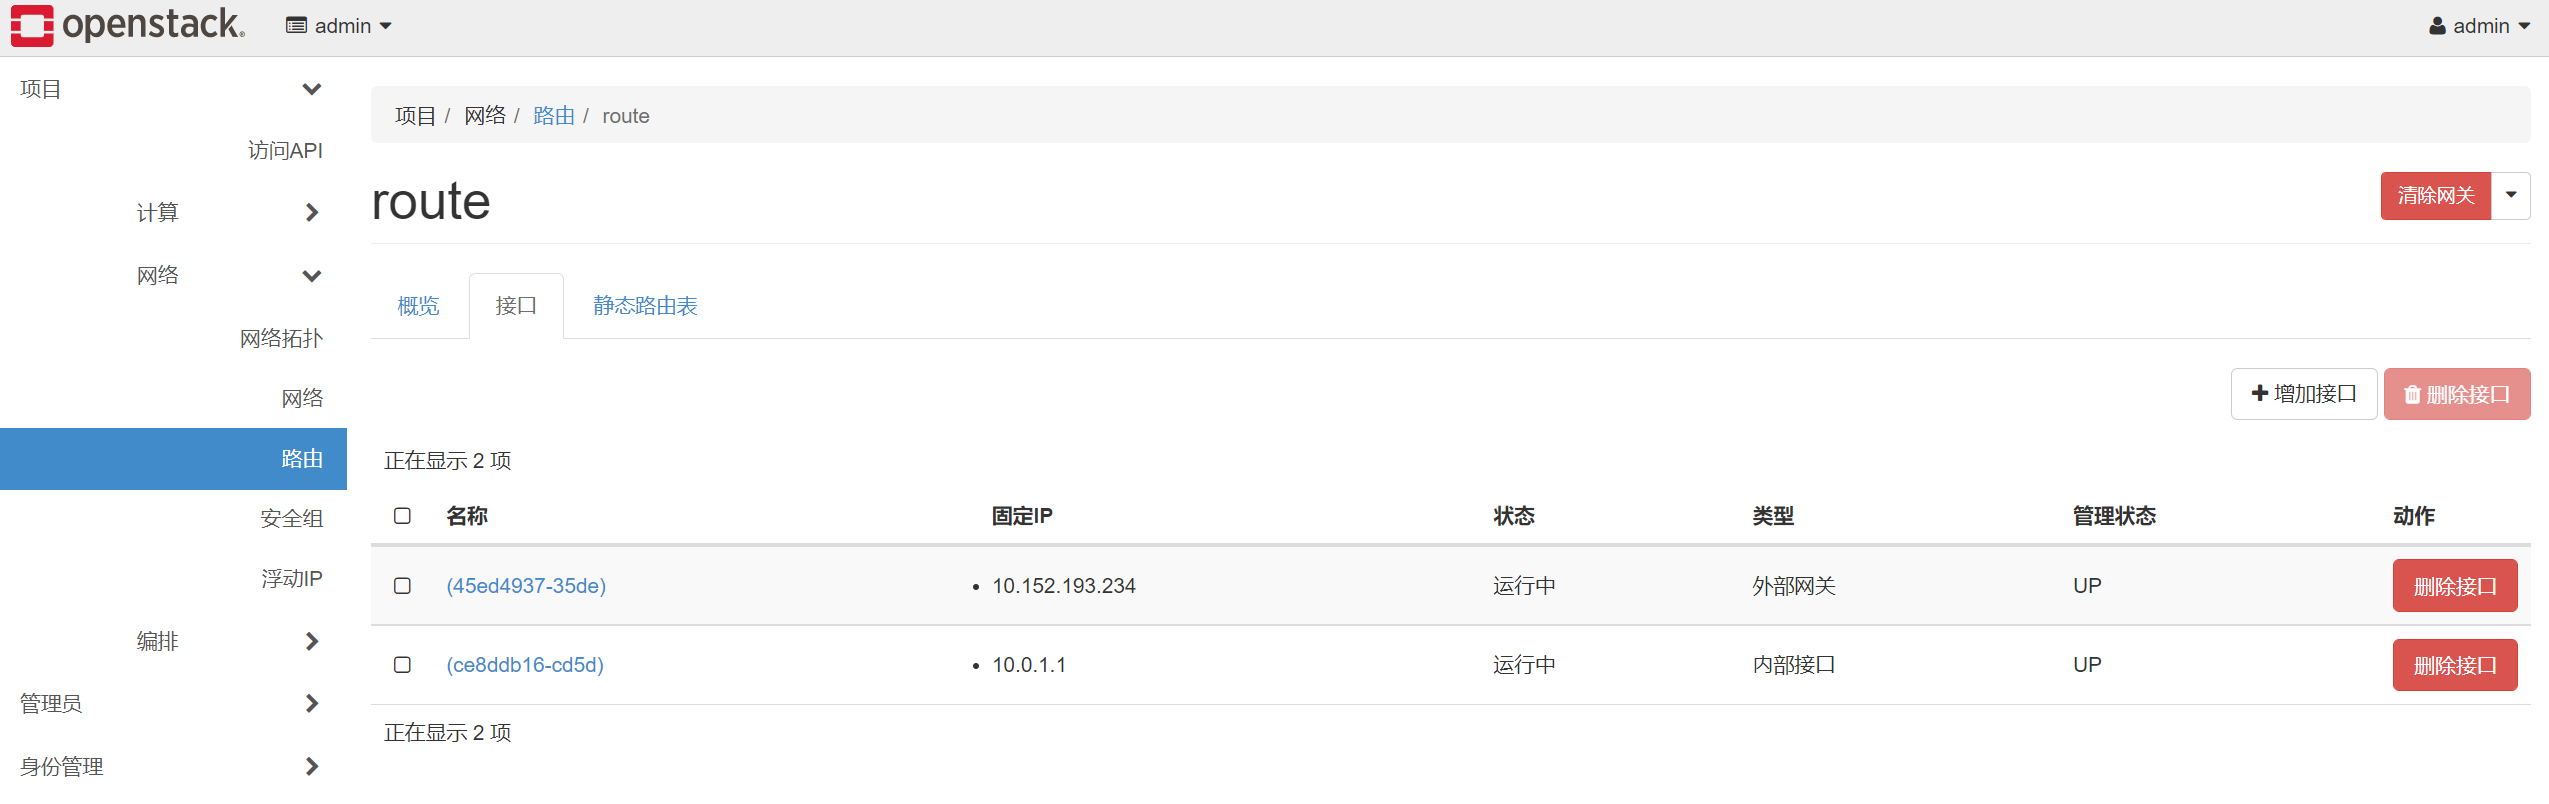 openstack. admin admin
项目
访问API
计算
网络
网络拓扑
网络
路由
安全组
浮动IP
编排
管理员
身份管理
项目 / 网络 / 路由 / route
route
清除网关
概览 接口 静态路由表
增加接口 删除接口
正在显示 2 项
名称 固定IP 状态 类型 管理状态 动作
(45ed4937-35de) • 10.152.193.234 运行中 外部网关 UP 删除接口
(ce8ddb16-cd5d) • 10.0.1.1 运行中 内部接口 UP 删除接口
正在显示 2 项